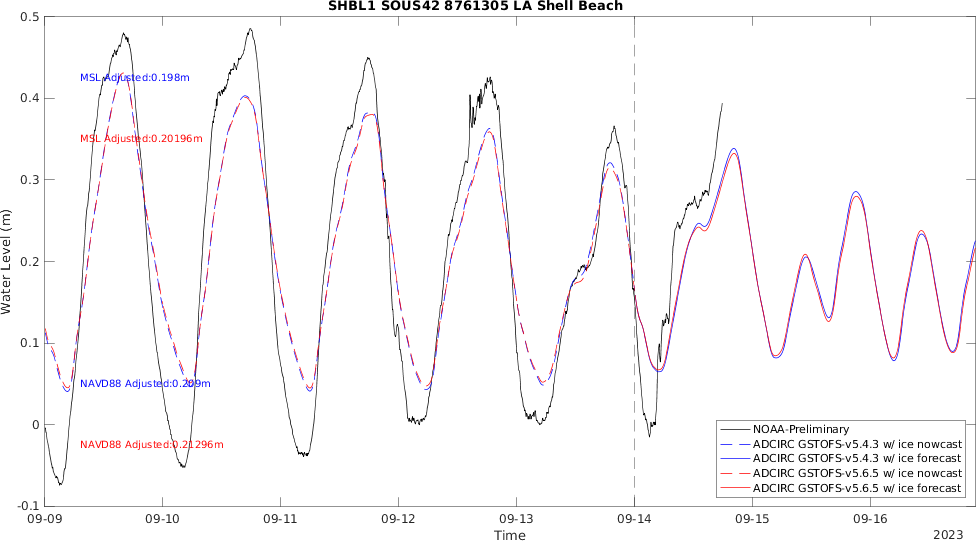 SHBL1 SOUS42 8761305 LA Shell Beach
0.5
0.4
0.3
0.2
0.1
0
-0.1
Water Level (m)
MSL Adjusted:0.198m
MSL Adjusted:0.20196m
NAVD88 Adjusted:0.209m
NAVD88 Adjusted:0.21296m
NOAA-Preliminary
ADCIRC GSTOFS-v5.4.3 w/ ice nowcast
ADCIRC GSTOFS-v5.4.3 w/ ice forecast
ADCIRC GSTOFS-v5.6.5 w/ ice nowcast
ADCIRC GSTOFS-v5.6.5 w/ ice forecast
09-09 09-10 09-11 09-12 09-13 09-14 09-15 09-16
Time
2023